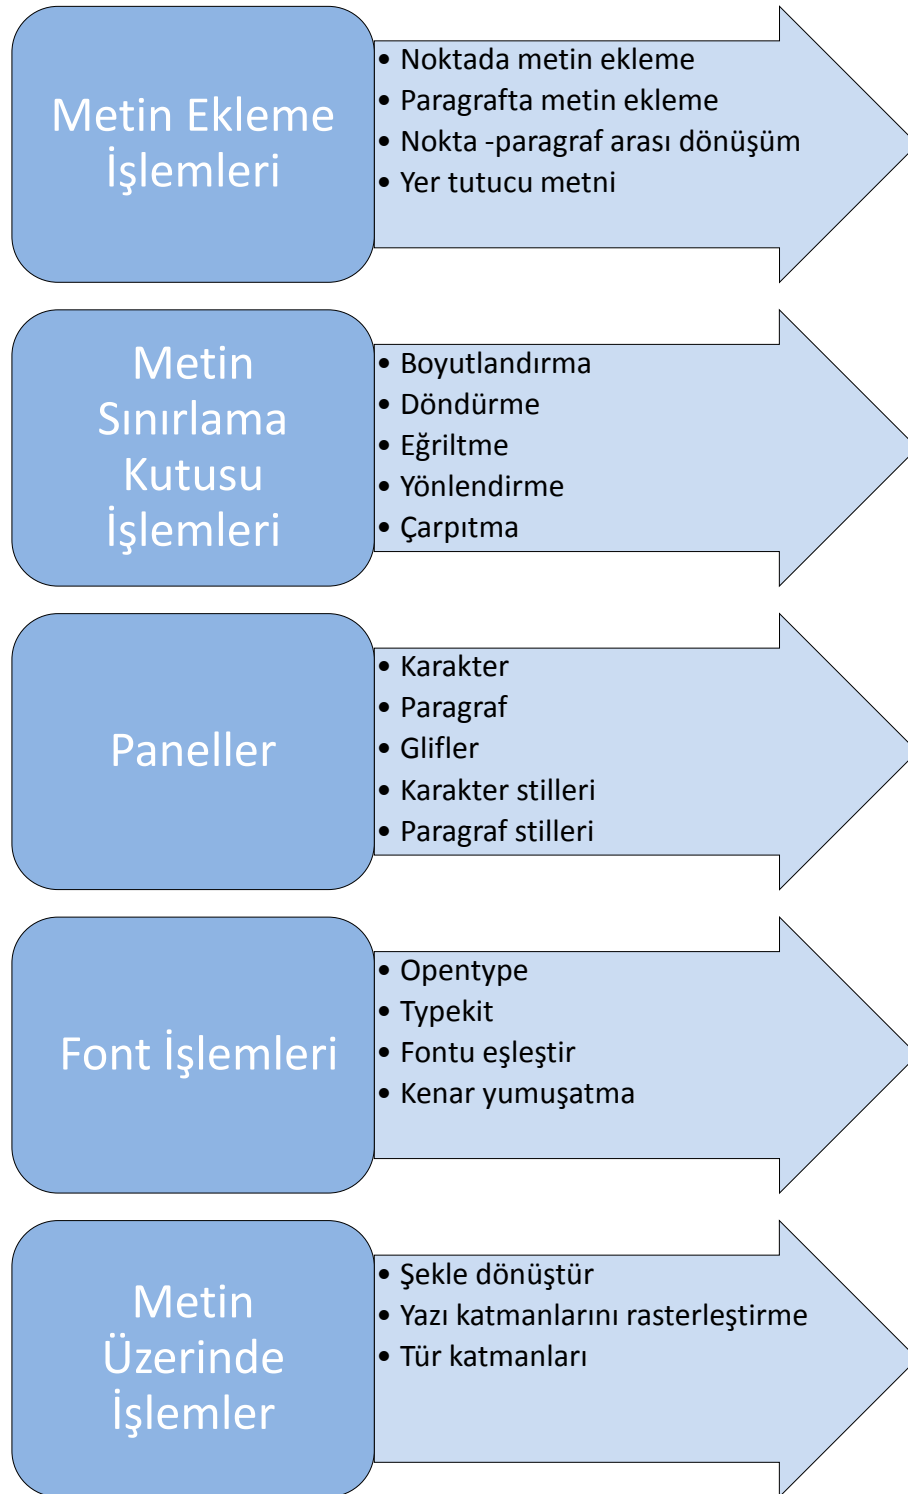 Metin Ekleme
İşlemleri
• Noktada metin ekleme
• Paragrafta metin ekleme
• Nokta -paragraf arası dönüşüm
• Yer tutucu metni
Metin
Sınırlama
Kutusu
İşlemleri
• Boyutlandırma
• Döndürme
• Eğriltme
• Yönlendirme
• Çarpıtma
Paneller
• Karakter
• Paragraf
• Glifler
• Karakter stilleri
• Paragraf stilleri
Font İşlemleri
• Opentype
• Typekit
• Fontu eşleştir
• Kenar yumuşatma
Metin
Üzerinde
İşlemler
• Şekle dönüştür
• Yazı katmanlarını rasterleştirme
• Tür katmanları